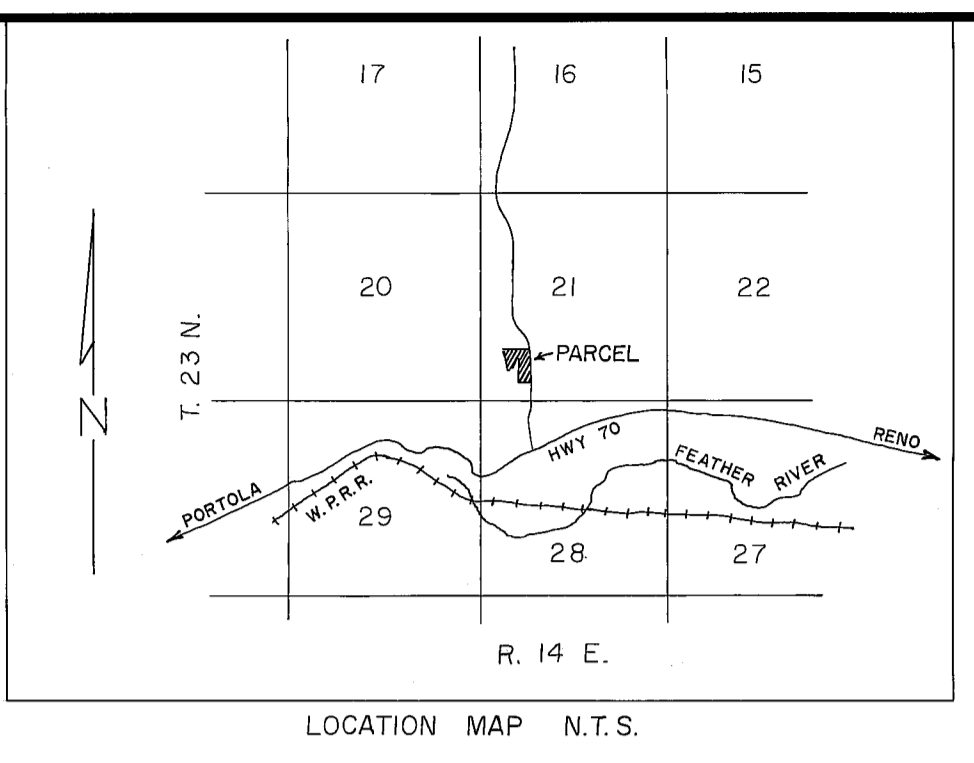 17
16
15
20
21
22
T. 23 N.
PARCEL
N
HWY 70
RENO
FEATHER
RIVER
PORTOLA
W. P. R. R.
29
28
27
R. 14 E.
LOCATION MAP N.T.S.